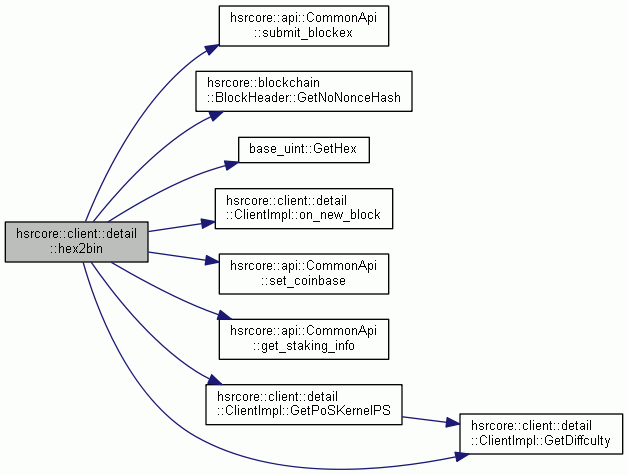 hsrcore::api::CommonApi
::submit_blockex
hsrcore::blockchain
::BlockHeader::GetNoNonceHash
base_uint::GetHex
hsrcore::client::detail
::ClientImpl::on_new_block
hsrcore::client::detail
::hex2bin
hsrcore::api::CommonApi
::set_coinbase
hsrcore::api::CommonApi
::get_staking_info
hsrcore::client::detail
::ClientImpl::GetPoSKernelPS
hsrcore::client::detail
::ClientImpl::GetDiffculty